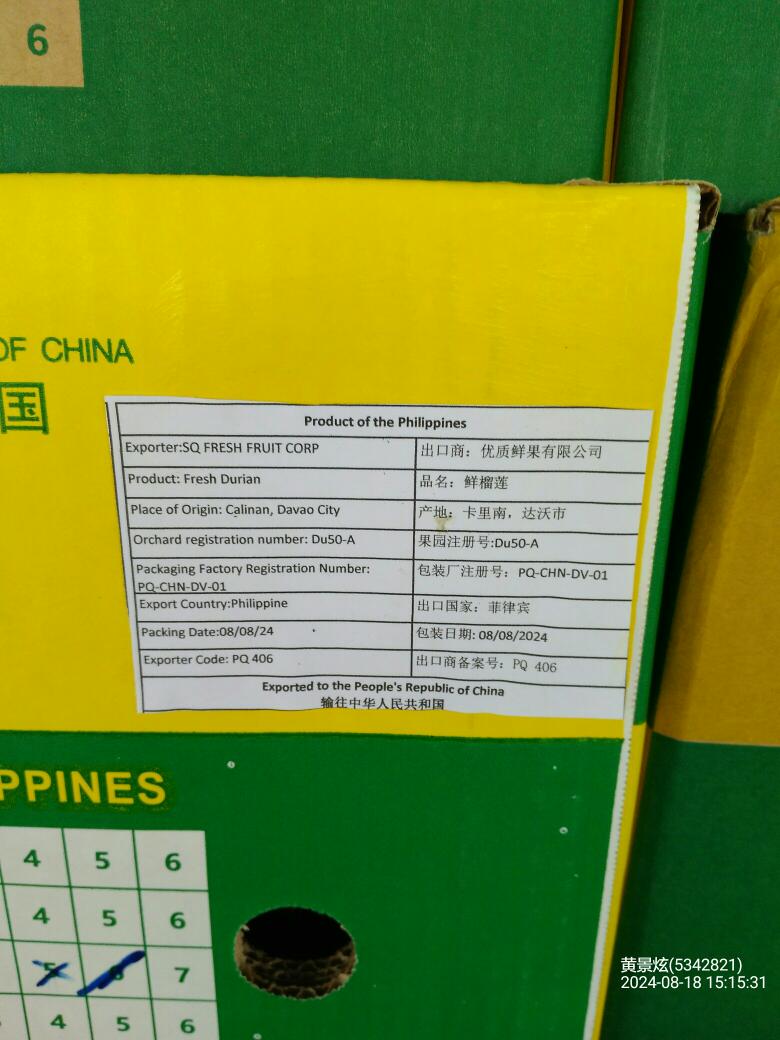 6
OF CHINA
国
Product of the Philippines
Exporter:SQ FRESH FRUIT CORP
出口商：优质鲜果有限公司
Product: Fresh Durian
品名：鲜榴莲
Place of Origin: Calinan, Davao City
产地：卡里南，达沃市
Orchard registration number: Du50-A
果园注册号:Du50-A
Packaging Factory Registration Number:
PQ-CHN-DV-01
包装厂注册号：PQ-CHN-DV-01
Export Country:Philippine
出口国家：菲律宾
Packing Date:08/08/24
包装日期: 08/08/2024
Exporter Code: PQ 406
出口商备案号：PQ 406
Exported to the People's Republic of China
输往中华人民共和国
PPINES
4 5 6
4 5 6
5 6 7
4 5 6
黄景炫(5342821)
2024-08-18 15:15:31